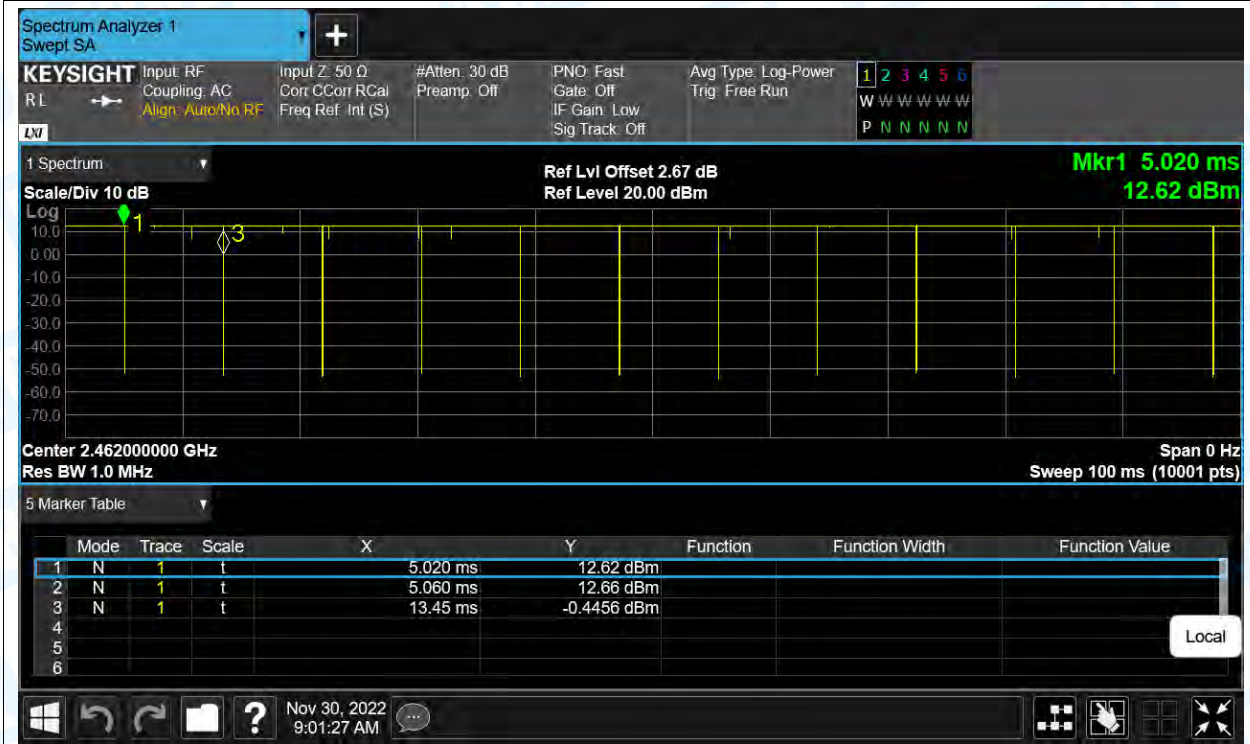 Spectrum Analyzer 1
Swept SA
+
KEYSIGHT Input: RF Input Z: 50 Ω #Atten: 30 dB PNO: Fast Avg Type: Log-Power 1 2 3 4 5 6
R L Coupling: AC Corr CCorr RCal Preamp: Off Gate: Off Trig: Free Run W W W W W W
Align: Auto/No RF Freq Ref: Int (S) IF Gain: Low P N N N N N
LXI Sig Track: Off
1 Spectrum Ref Lvl Offset 2.67 dB Mkr1 5.020 ms
Scale/Div 10 dB Ref Level 20.00 dBm 12.62 dBm
Log
1
10.0 3
0.00
-10.0
-20.0
-30.0
-40.0
-50.0
-60.0
-70.0
Center 2.462000000 GHz Span 0 Hz
Res BW 1.0 MHz Sweep 100 ms (10001 pts)
5 Marker Table
Mode Trace Scale X Y Function Function Width Function Value
1 N 1 t 5.020 ms 12.62 dBm
2 N 1 t 5.060 ms 12.66 dBm
3 N 1 t 13.45 ms -0.4456 dBm
4
5
6
Local
? Nov 30, 2022
9:01:27 AM